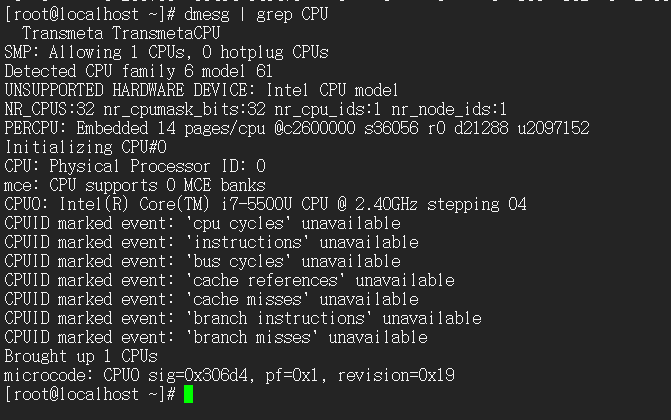 [root@localhost ~]# dmesg | grep CPU
  Transmeta TransmetaCPU
SMP: Allowing 1 CPUs, 0 hotplug CPUs
Detected CPU family 6 model 61
UNSUPPORTED HARDWARE DEVICE: Intel CPU model
NR_CPUS:32 nr_cpumask_bits:32 nr_cpu_ids:1 nr_node_ids:1
PERCPU: Embedded 14 pages/cpu @c2600000 s36056 r0 d21288 u2097152
Initializing CPU#0
CPU: Physical Processor ID: 0
mce: CPU supports 0 MCE banks
CPU0: Intel(R) Core(TM) i7-5500U CPU @ 2.40GHz stepping 04
CPUID marked event: 'cpu cycles' unavailable
CPUID marked event: 'instructions' unavailable
CPUID marked event: 'bus cycles' unavailable
CPUID marked event: 'cache references' unavailable
CPUID marked event: 'cache misses' unavailable
CPUID marked event: 'branch instructions' unavailable
CPUID marked event: 'branch misses' unavailable
Brought up 1 CPUs
microcode: CPU0 sig=0x306d4, pf=0x1, revision=0x19
[root@localhost ~]#